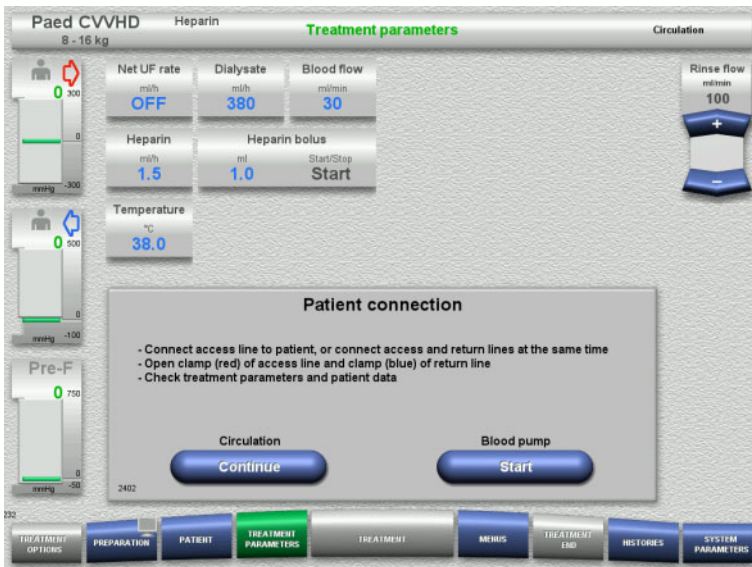 Paed CVVHD
Heparin
Treatment parameters
Circulation
8 - 16 kg
0
300
0
-300
mmHg
Net UF rate
ml/h
OFF
Dialysate
ml/h
380
Blood flow
ml/min
30
Rinse flow
ml/min
100
+
–
Heparin
ml/h
1.5
Heparin bolus
ml
1.0
Start/Stop
Start
Temperature
°C
38.0
0
500
0
-100
mmHg
Pre-F
0
750
0
-50
mmHg
Patient connection
- Connect access line to patient, or connect access and return lines at the same time
- Open clamp (red) of access line and clamp (blue) of return line
- Check treatment parameters and patient data
Circulation
Continue
Blood pump
Start
2402
232
TREATMENT
OPTIONS
PREPARATION
PATIENT
TREATMENT
PARAMETERS
TREATMENT
MENUS
TREATMENT
END
HISTORIES
SYSTEM
PARAMETERS